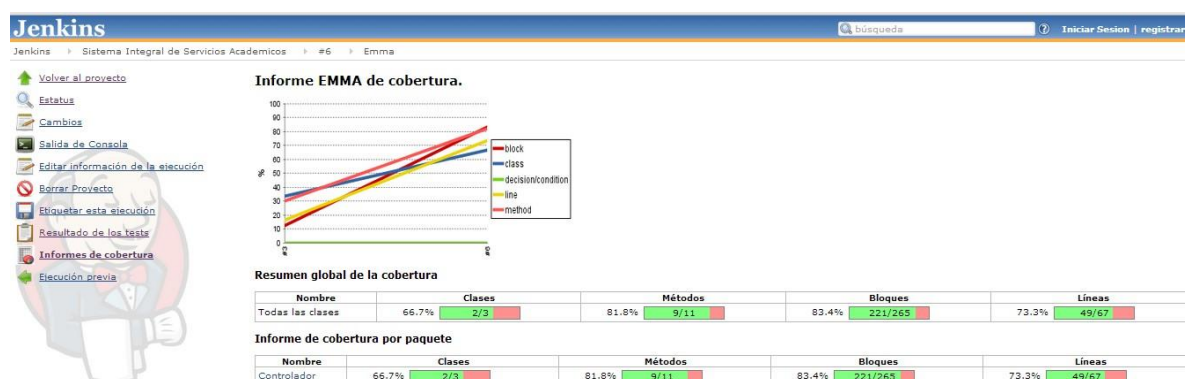 Jenkins
búsqueda
Iniciar Sesion | registrar
Jenkins Sistema Integral de Servicios Academicos #6 Emma
Volver al proyecto
Estatus
Cambios
Salida de Consola
Editar información de la ejecución
Borrar Proyecto
Etiquetar esta ejecución
Resultado de los tests
Informes de cobertura
Ejecución previa
Informe EMMA de cobertura.
100
90
80
70
60
50
40
30
20
10
0
%
block
class
decision/condition
line
method
Resumen global de la cobertura
Nombre Clases Métodos Bloques Líneas
Todas las clases 66.7% 2/3 81.8% 9/11 83.4% 221/265 73.3% 49/67
Informe de cobertura por paquete
Nombre Clases Métodos Bloques Líneas
Controlador 66.7% 2/3 81.8% 9/11 83.4% 221/265 73.3% 49/67